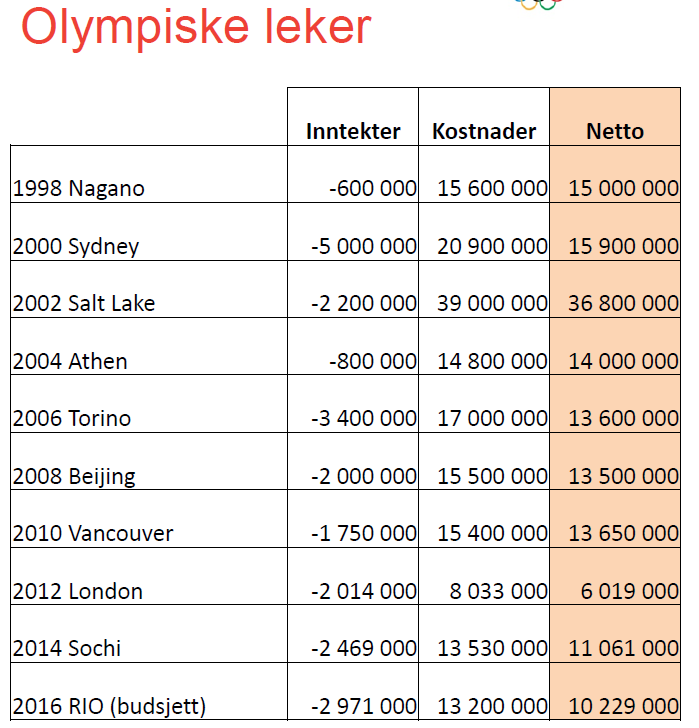 Olympiske leker
Inntekter Kostnader Netto
1998 Nagano -600 000 15 600 000 15 000 000
2000 Sydney -5 000 000 20 900 000 15 900 000
2002 Salt Lake -2 200 000 39 000 000 36 800 000
2004 Athen -800 000 14 800 000 14 000 000
2006 Torino -3 400 000 17 000 000 13 600 000
2008 Beijing -2 000 000 15 500 000 13 500 000
2010 Vancouver -1 750 000 15 400 000 13 650 000
2012 London -2 014 000 8 033 000 6 019 000
2014 Sochi -2 469 000 13 530 000 11 061 000
2016 RIO (budsjett) -2 971 000 13 200 000 10 229 000